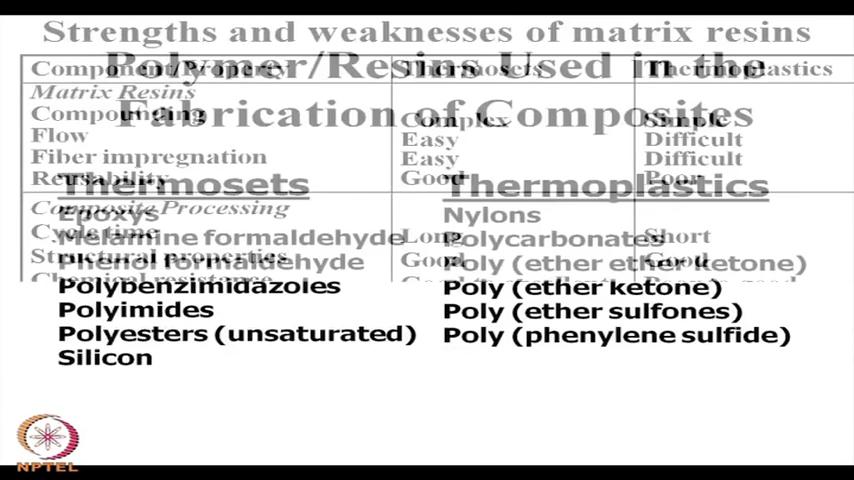 Strengths and weaknesses of matrix resins
Component/Property Thermosets Thermoplastics
Matrix Resins
Compounding Complex Simple
Flow Easy Difficult
Fiber impregnation Easy Difficult
Reusability Good Poor
Composite Processing
Cycle time Long Short
Structural properties Good Good
Polymer/Resins Used in the
Fabrication of Composites
Thermosets
Epoxys
Melamine formaldehyde
Phenol formaldehyde
Polybenzimidazoles
Polyimides
Polyesters (unsaturated)
Silicon
Thermoplastics
Nylons
Polycarbonates
Poly (ether ether ketone)
Poly (ether ketone)
Poly (ether sulfones)
Poly (phenylene sulfide)
NPTEL